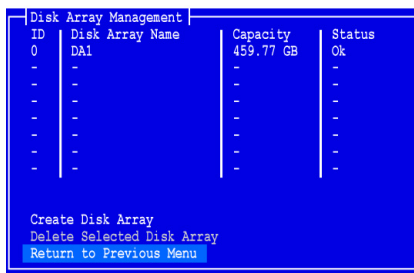 Disk Array Management
ID Disk Array Name Capacity Status
0 DA1 459.77 GB Ok
- - - -
- - - -
- - - -
- - - -
- - - -
- - - -
- - - -
Create Disk Array
Delete Selected Disk Array
Return to Previous Menu